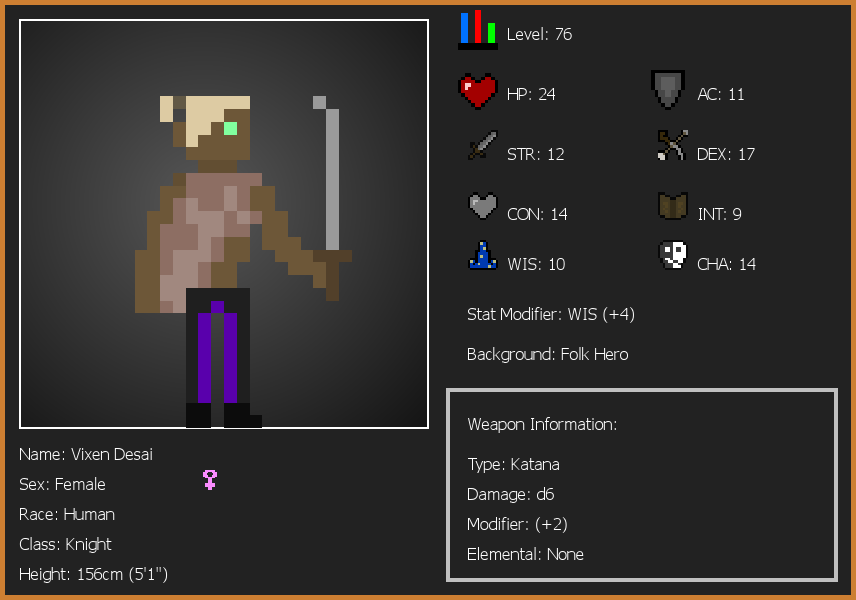 Level: 76
HP: 24
AC: 11
STR: 12
DEX: 17
CON: 14
INT: 9
WIS: 10
CHA: 14
Stat Modifier: WIS (+4)
Background: Folk Hero
Weapon Information:
Type: Katana
Damage: d6
Modifier: (+2)
Elemental: None
Name: Vixen Desai
Sex: Female
Race: Human
Class: Knight
Height: 156cm (5'1")